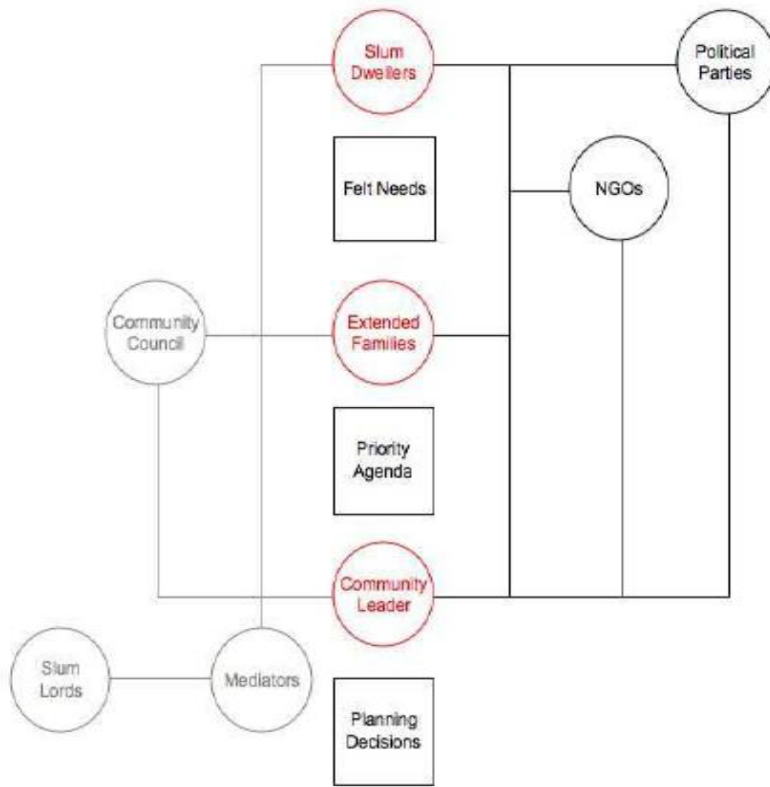 Slum
Dwellers
Political
Parties
Felt Needs
NGOs
Community
Council
Extended
Families
Priority
Agenda
Community
Leader
Slum
Lords
Mediators
Planning
Decisions